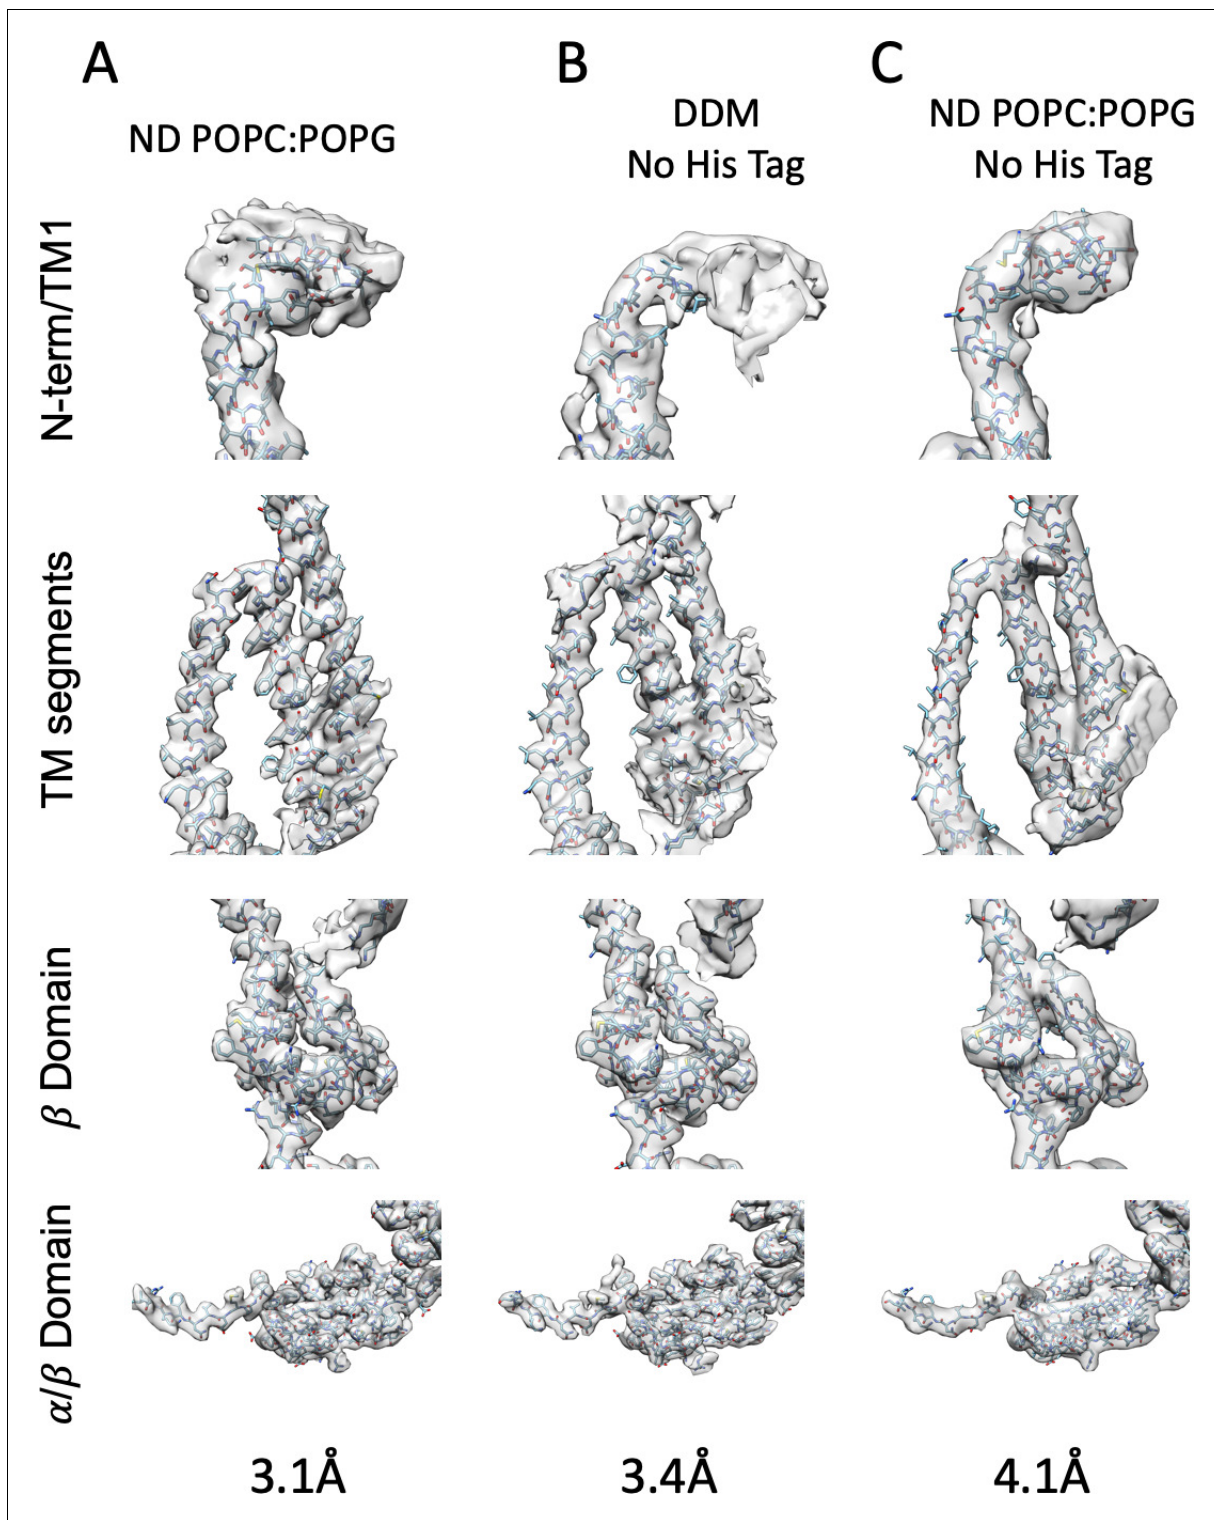 A
B
C
ND POPC:POPG
DDM
No His Tag
ND POPC:POPG
No His Tag
N-term/TM1
TM segments
β Domain
α/β Domain
3.1Å
3.4Å
4.1Å